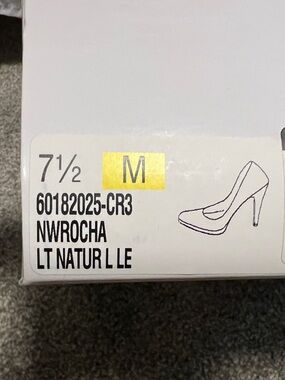 7½ M
60182025-CR3
NWROCHA
LT NATUR L LE